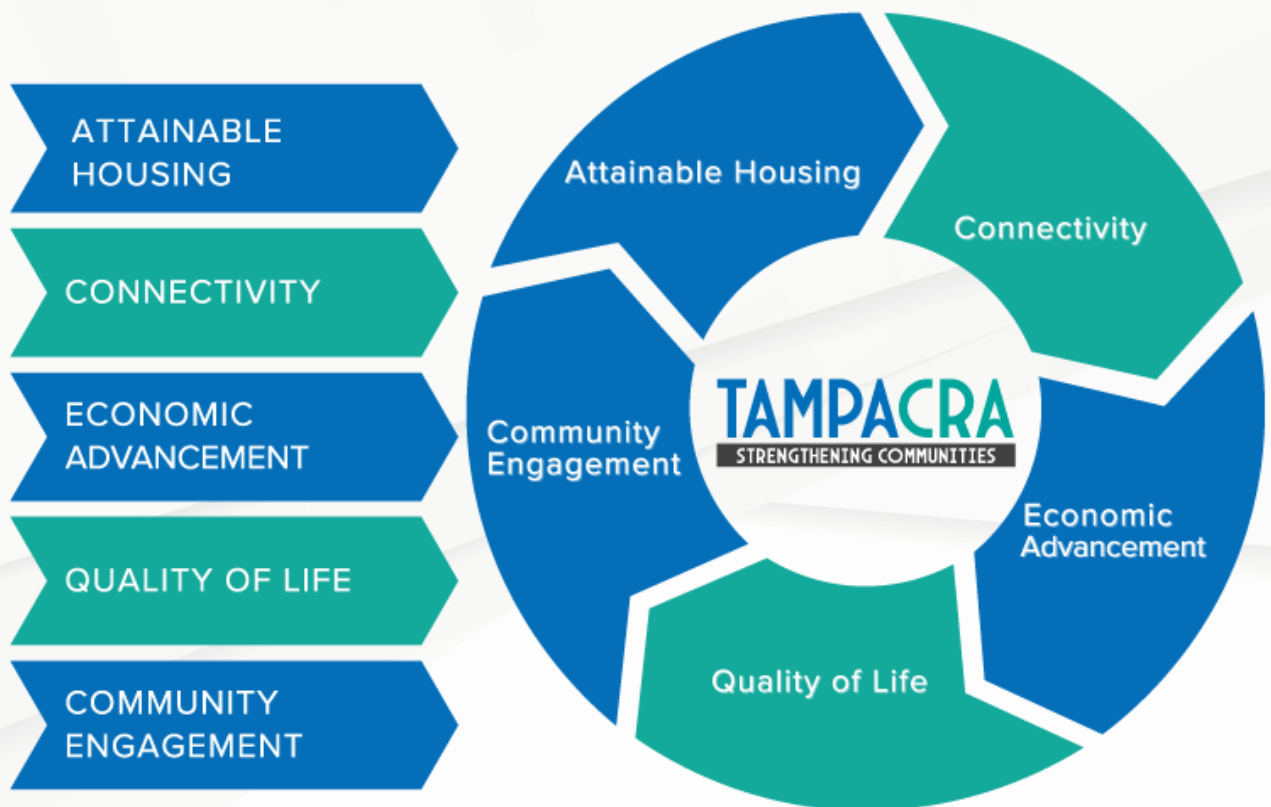 ATTAINABLE
HOUSING
CONNECTIVITY
ECONOMIC
ADVANCEMENT
QUALITY OF LIFE
COMMUNITY
ENGAGEMENT
Attainable Housing
Connectivity
Economic
Advancement
Quality of Life
Community
Engagement
TAMPACRA
STRENGTHENING COMMUNITIES